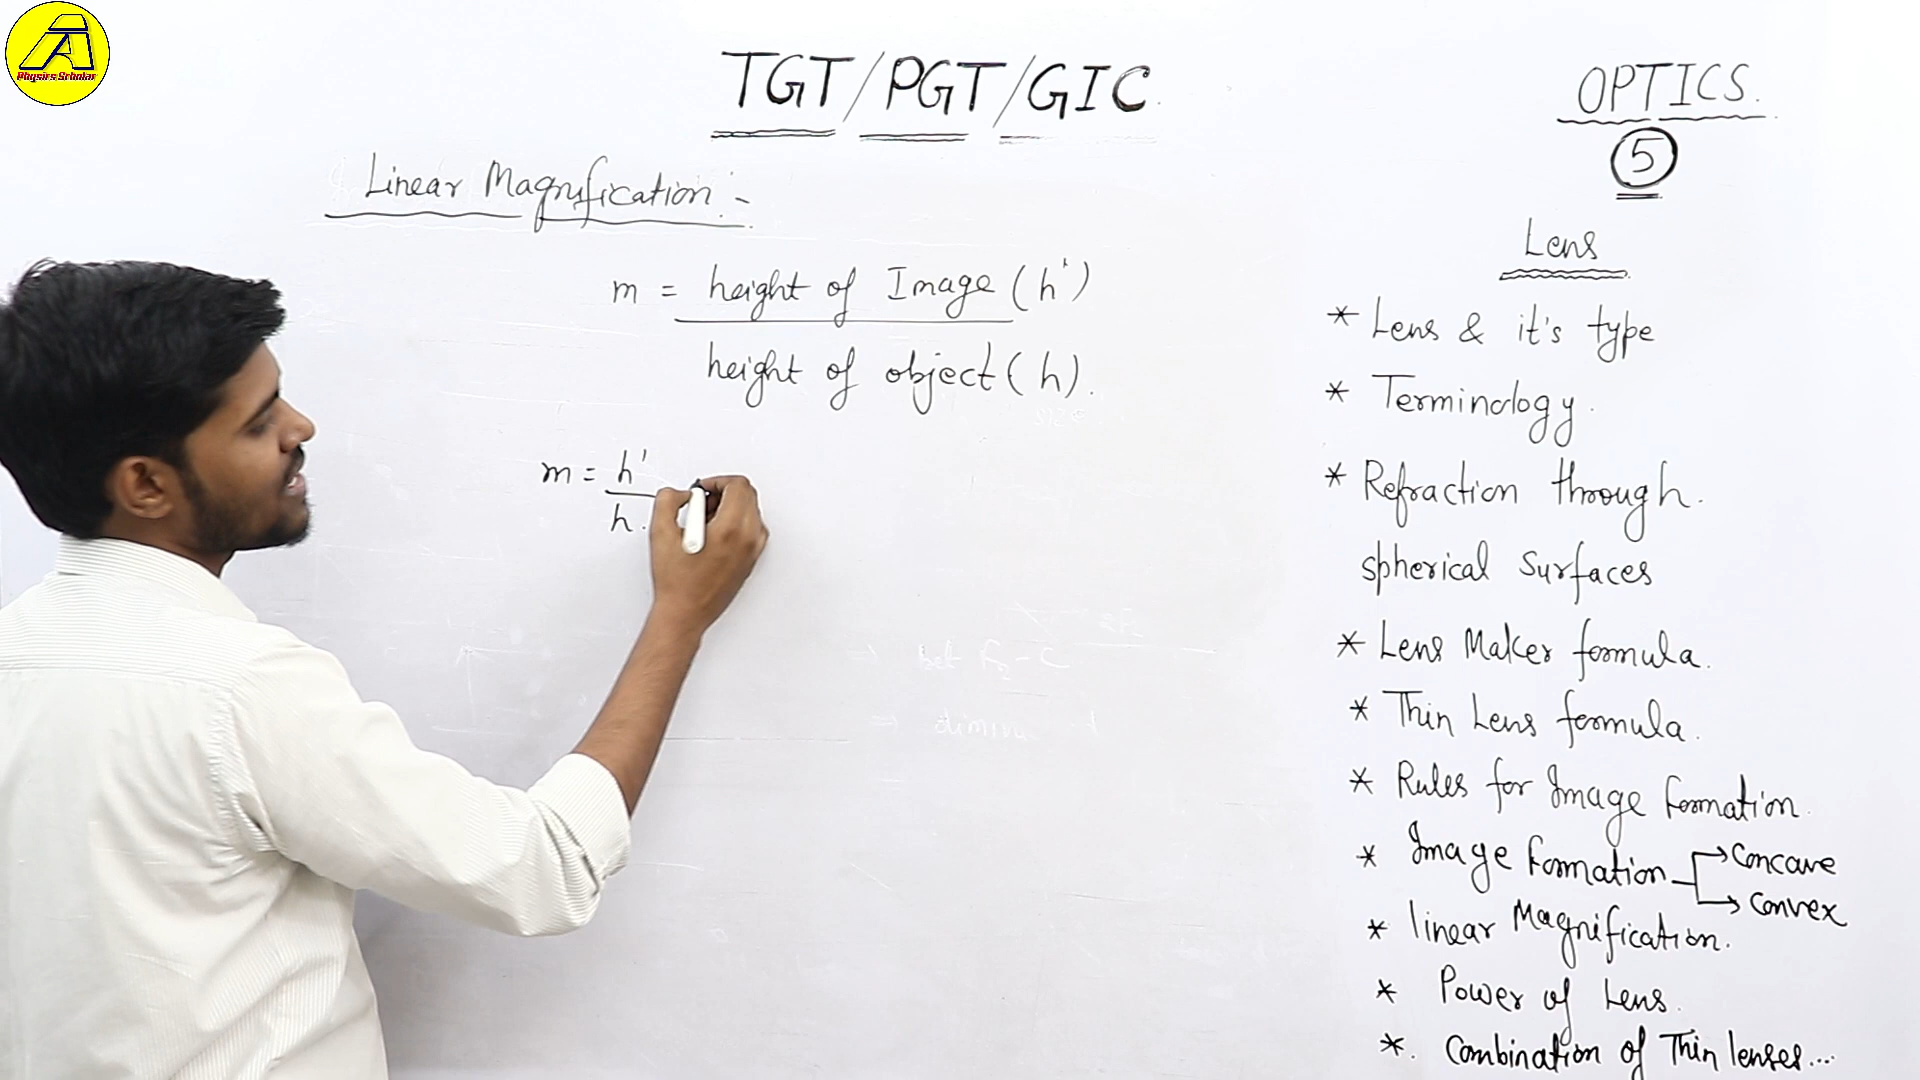 Physics Scholar
TGT/PGT/GIC
Linear Magnification:-
m = height of Image (h')
height of object (h).
m = h'
h.
OPTICS.
5
Lens
* Lens & it's type
* Terminology.
* Refraction through.
spherical surfaces
* Lens Maker formula.
* Thin Lens formula.
* Rules for Image formation.
* Image formation → Concave
→ Convex
* linear Magnification.
* Power of Lens.
*. Combination of Thin lenses...